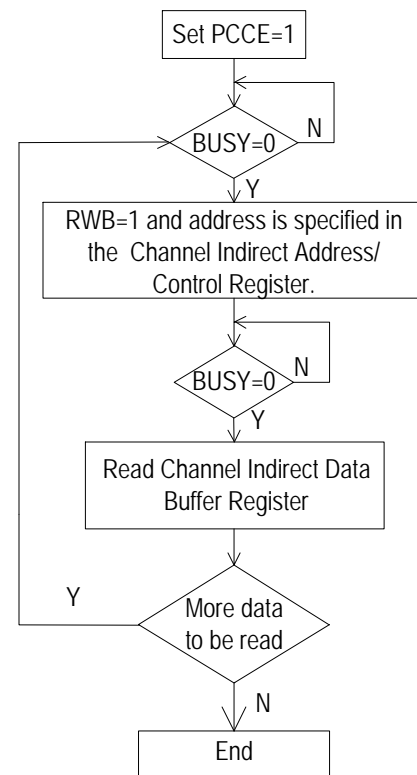 Set PCCE=1
BUSY=0
N
Y
RWB=1 and address is specified in
the Channel Indirect Address/
Control Register.
BUSY=0
N
Y
Read Channel Indirect Data
Buffer Register
Y
More data
to be read
N
End